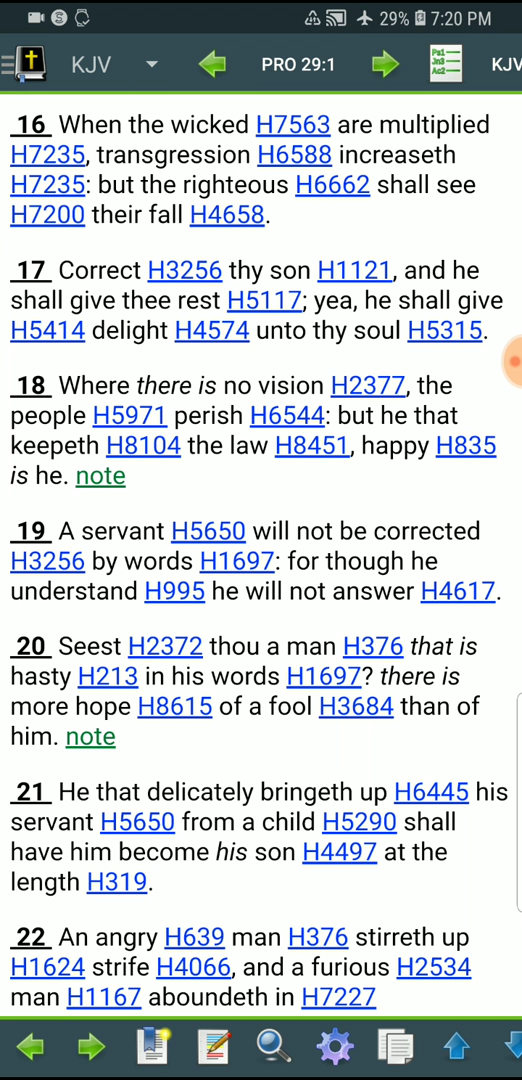 29% 7:20 PM
KJV PRO 29:1 Ps1 Jn3 Ac2 KJV
16 When the wicked H7563 are multiplied
H7235, transgression H6588 increaseth
H7235: but the righteous H6662 shall see
H7200 their fall H4658.
17 Correct H3256 thy son H1121, and he
shall give thee rest H5117; yea, he shall give
H5414 delight H4574 unto thy soul H5315.
18 Where there is no vision H2377, the
people H5971 perish H6544: but he that
keepeth H8104 the law H8451, happy H835
is he. note
19 A servant H5650 will not be corrected
H3256 by words H1697: for though he
understand H995 he will not answer H4617.
20 Seest H2372 thou a man H376 that is
hasty H213 in his words H1697? there is
more hope H8615 of a fool H3684 than of
him. note
21 He that delicately bringeth up H6445 his
servant H5650 from a child H5290 shall
have him become his son H4497 at the
length H319.
22 An angry H639 man H376 stirreth up
H1624 strife H4066, and a furious H2534
man H1167 aboundeth in H7227